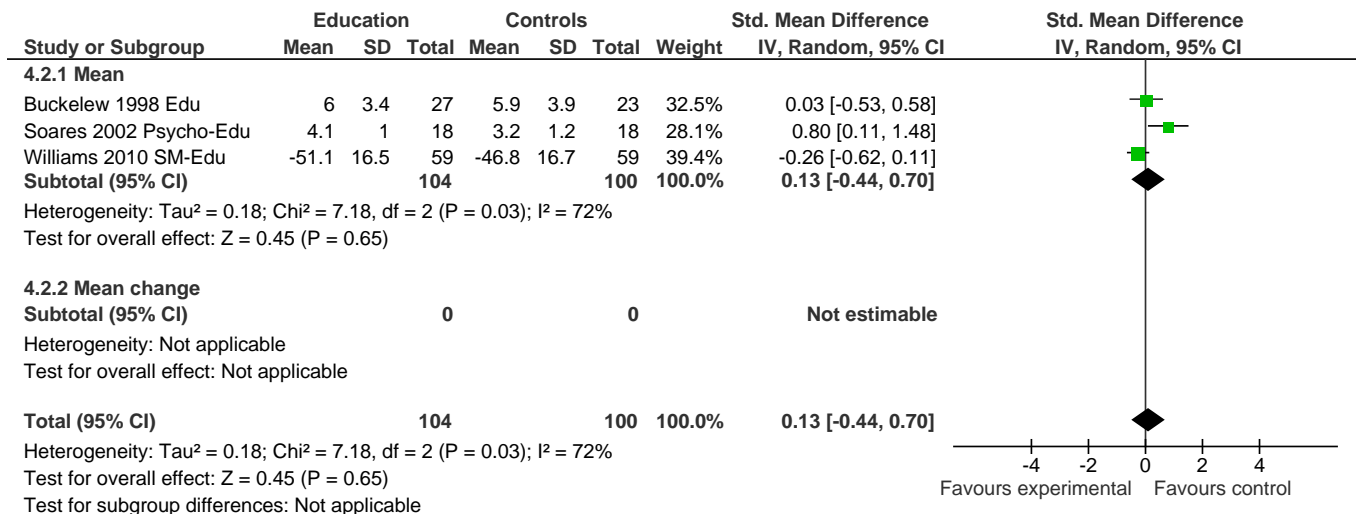 Education Controls Std. Mean Difference Std. Mean Difference
Study or Subgroup Mean SD Total Mean SD Total Weight IV, Random, 95% CI IV, Random, 95% CI
4.2.1 Mean
Buckelew 1998 Edu 6 3.4 27 5.9 3.9 23 32.5% 0.03 [-0.53, 0.58]
Soares 2002 Psycho-Edu 4.1 1 18 3.2 1.2 18 28.1% 0.80 [0.11, 1.48]
Williams 2010 SM-Edu -51.1 16.5 59 -46.8 16.7 59 39.4% -0.26 [-0.62, 0.11]
Subtotal (95% CI) 104 100 100.0% 0.13 [-0.44, 0.70]
Heterogeneity: Tau² = 0.18; Chi² = 7.18, df = 2 (P = 0.03); I² = 72%
Test for overall effect: Z = 0.45 (P = 0.65)
4.2.2 Mean change
Subtotal (95% CI) 0 0 Not estimable
Heterogeneity: Not applicable
Test for overall effect: Not applicable
Total (95% CI) 104 100 100.0% 0.13 [-0.44, 0.70]
Heterogeneity: Tau² = 0.18; Chi² = 7.18, df = 2 (P = 0.03); I² = 72%
Test for overall effect: Z = 0.45 (P = 0.65)
Test for subgroup differences: Not applicable
-4 -2 0 2 4
Favours experimental Favours control